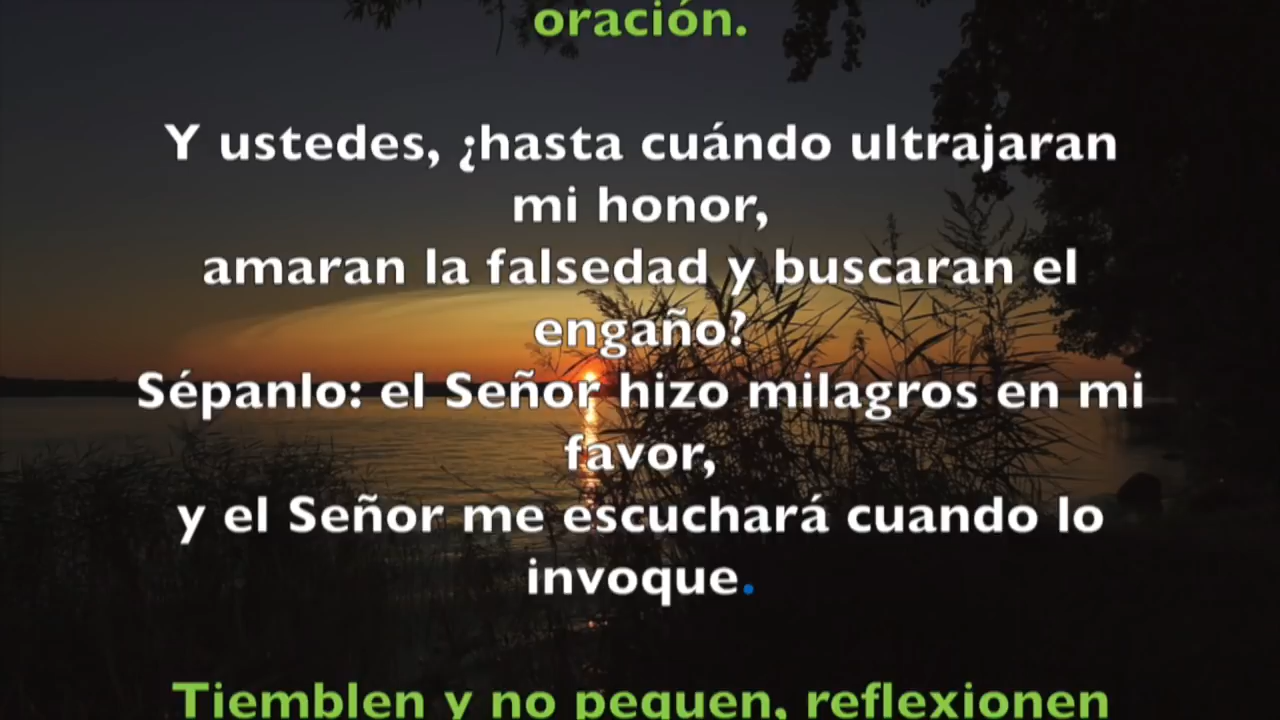 oración.
Y ustedes, ¿hasta cuándo ultrajaran
mi honor,
amaran la falsedad y buscaran el
engaño?
Sépanlo: el Señor hizo milagros en mi
favor,
y el Señor me escuchará cuando lo
invoque.
Tiemblen y no pequen, reflexionen